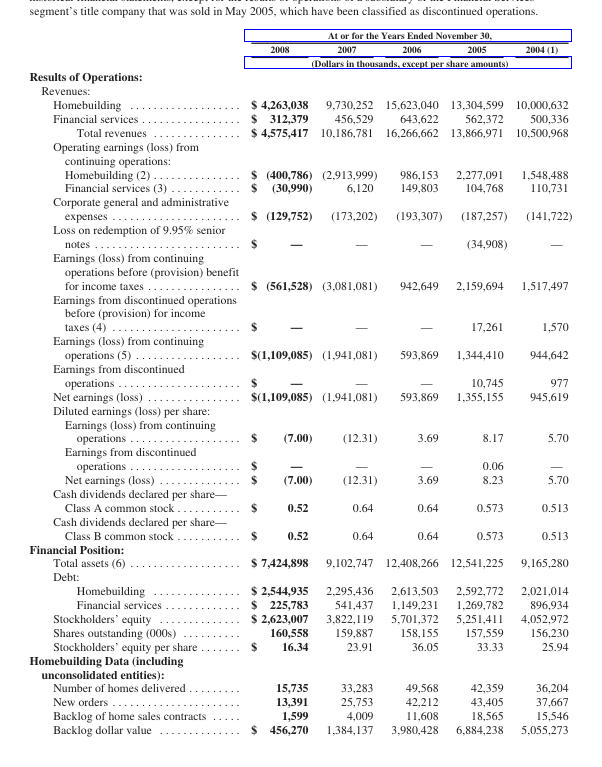 segment's title company that was sold in May 2005, which have been classified as discontinued operations.
At or for the Years Ended November 30,
2008 2007 2006 2005 2004 (1)
(Dollars in thousands, except per share amounts)
Results of Operations:
Revenues:
Homebuilding .................. $ 4,263,038 9,730,252 15,623,040 13,304,599 10,000,632
Financial services ............... $ 312,379 456,529 643,622 562,372 500,336
Total revenues ............. $ 4,575,417 10,186,781 16,266,662 13,866,971 10,500,968
Operating earnings (loss) from
continuing operations:
Homebuilding (2) ............. $ (400,786) (2,913,999) 986,153 2,277,091 1,548,488
Financial services (3) .......... $ (30,990) 6,120 149,803 104,768 110,731
Corporate general and administrative
expenses ...................... $ (129,752) (173,202) (193,307) (187,257) (141,722)
Loss on redemption of 9.95% senior
notes ......................... $ — — — (34,908) —
Earnings (loss) from continuing
operations before (provision) benefit
for income taxes ................ $ (561,528) (3,081,081) 942,649 2,159,694 1,517,497
Earnings from discontinued operations
before (provision) for income
taxes (4) ...................... $ — — — 17,261 1,570
Earnings (loss) from continuing
operations (5) .................. $(1,109,085) (1,941,081) 593,869 1,344,410 944,642
Earnings from discontinued
operations ..................... $ — — — 10,745 977
Net earnings (loss) ................ $(1,109,085) (1,941,081) 593,869 1,355,155 945,619
Diluted earnings (loss) per share:
Earnings (loss) from continuing
operations ................... $ (7.00) (12.31) 3.69 8.17 5.70
Earnings from discontinued
operations ................... $ — — — 0.06 —
Net earnings (loss) .............. $ (7.00) (12.31) 3.69 8.23 5.70
Cash dividends declared per share—
Class A common stock ........... $ 0.52 0.64 0.64 0.573 0.513
Cash dividends declared per share—
Class B common stock ........... $ 0.52 0.64 0.64 0.573 0.513
Financial Position:
Total assets (6) .................. $ 7,424,898 9,102,747 12,408,266 12,541,225 9,165,280
Debt:
Homebuilding ................ $ 2,544,935 2,295,436 2,613,503 2,592,772 2,021,014
Financial services ............. $ 225,783 541,437 1,149,231 1,269,782 896,934
Stockholders' equity ............. $ 2,623,007 3,822,119 5,701,372 5,251,411 4,052,972
Shares outstanding (000s) ......... 160,558 159,887 158,155 157,559 156,230
Stockholders' equity per share ....... $ 16.34 23.91 36.05 33.33 25.94
Homebuilding Data (including
unconsolidated entities):
Number of homes delivered ......... 15,735 33,283 49,568 42,359 36,204
New orders ..................... 13,391 25,753 42,212 43,405 37,667
Backlog of home sales contracts ..... 1,599 4,009 11,608 18,565 15,546
Backlog dollar value .............. $ 456,270 1,384,137 3,980,428 6,884,238 5,055,273